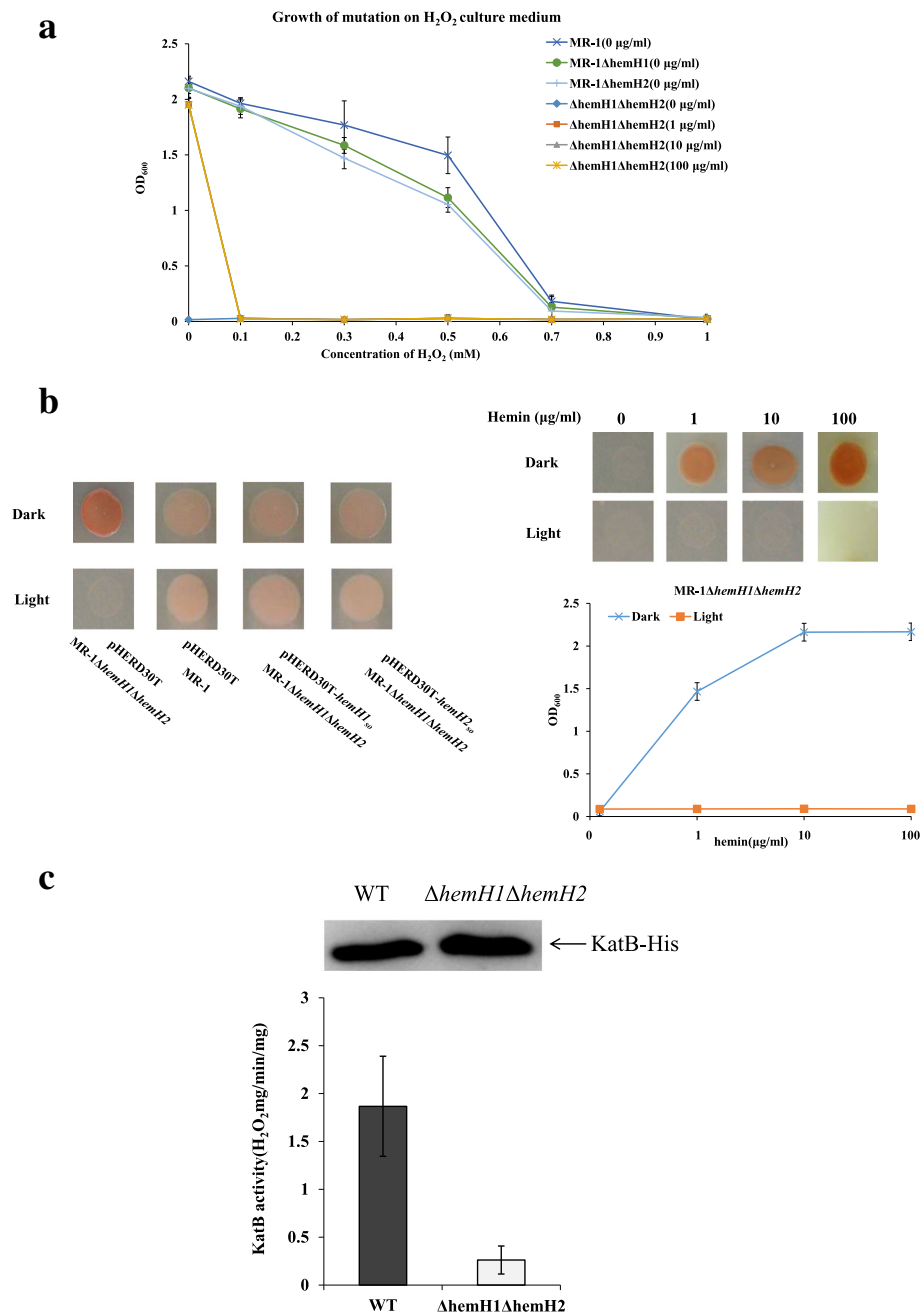 a
Growth of mutation on H₂O₂ culture medium
MR-1(0 μg/ml)
MR-1ΔhemH1(0 μg/ml)
MR-1ΔhemH2(0 μg/ml)
ΔhemH1ΔhemH2(0 μg/ml)
ΔhemH1ΔhemH2(1 μg/ml)
ΔhemH1ΔhemH2(10 μg/ml)
ΔhemH1ΔhemH2(100 μg/ml)
2.5
2
1.5
1
0.5
0
OD₆₀₀
0 0.1 0.2 0.3 0.4 0.5 0.6 0.7 0.8 0.9 1
Concentration of H₂O₂ (mM)
b
Dark
Light
pHERD30T
MR-1ΔhemH1ΔhemH2
pHERD30T
MR-1
pHERD30T-hemH1so
MR-1ΔhemH1ΔhemH2
pHERD30T-hemH2so
MR-1ΔhemH1ΔhemH2
Hemin (μg/ml) 0 1 10 100
Dark
Light
MR-1ΔhemH1ΔhemH2
Dark Light
2.5
2
1.5
1
0.5
0
OD₆₀₀
0 1 10 100
hemin(μg/ml)
c
WT ΔhemH1ΔhemH2
KatB-His
3
2.5
2
1.5
1
0.5
0
KatB activity(H₂O₂mg/min/mg)
WT ΔhemH1ΔhemH2